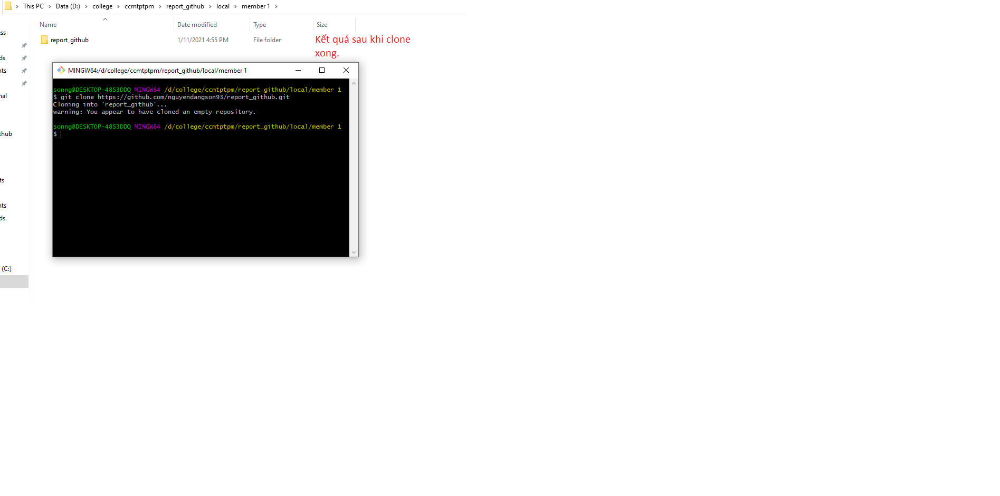 This PC > Data (D:) > college > ccmtptpm > report_github > local > member 1 >
Name Date modified Type Size
report_github 1/11/2021 4:55 PM File folder
Kết quả sau khi clone
xong.
ess
ds
nts
nal
thub
ts
nts
ds
(C:)
MINGW64:/d/college/ccmtptpm/report_github/local/member 1
sonng@DESKTOP-48S3DDQ MINGW64 /d/college/ccmtptpm/report_github/local/member 1
$ git clone https://github.com/nguyendangson93/report_github.git
Cloning into 'report_github'...
warning: You appear to have cloned an empty repository.
sonng@DESKTOP-48S3DDQ MINGW64 /d/college/ccmtptpm/report_github/local/member 1
$